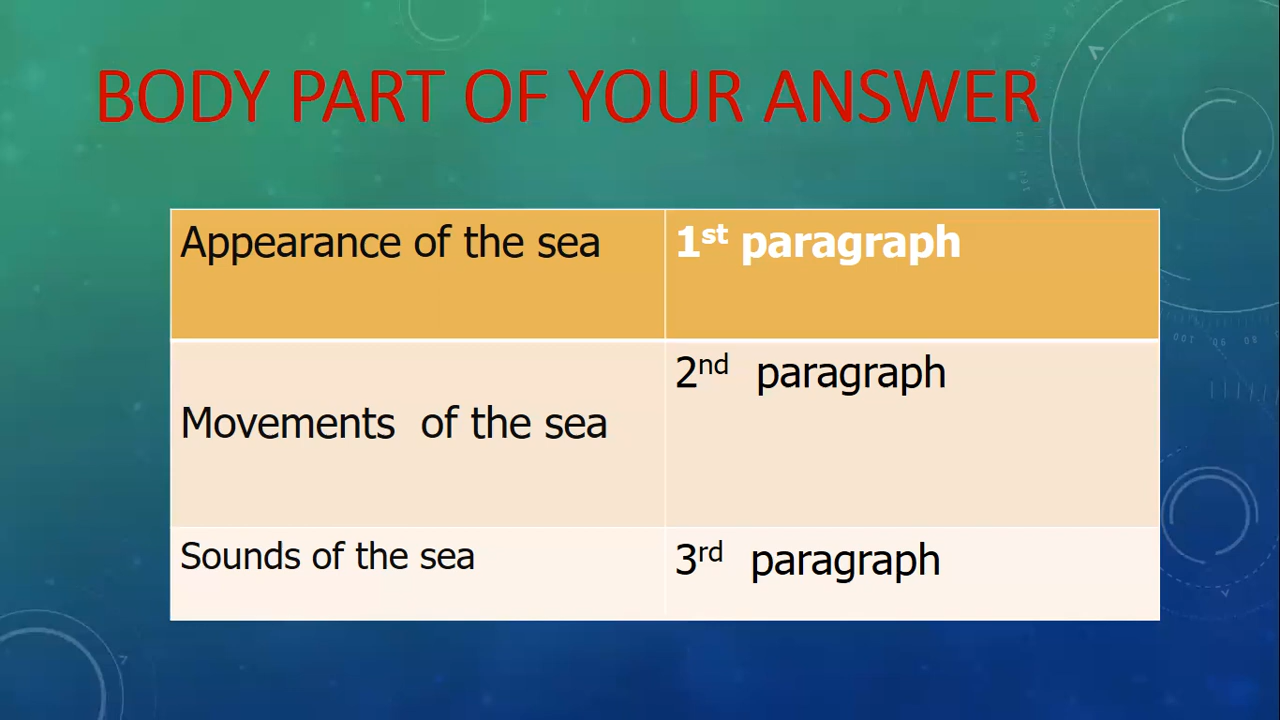 BODY PART OF YOUR ANSWER
Appearance of the sea
1st paragraph
Movements of the sea
2nd paragraph
Sounds of the sea
3rd paragraph